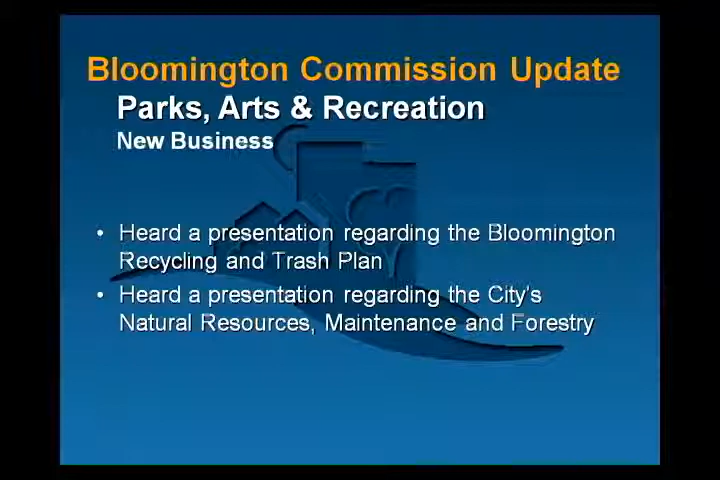 Bloomington Commission Update
Parks, Arts & Recreation
New Business
• Heard a presentation regarding the Bloomington
Recycling and Trash Plan
• Heard a presentation regarding the City's
Natural Resources, Maintenance and Forestry